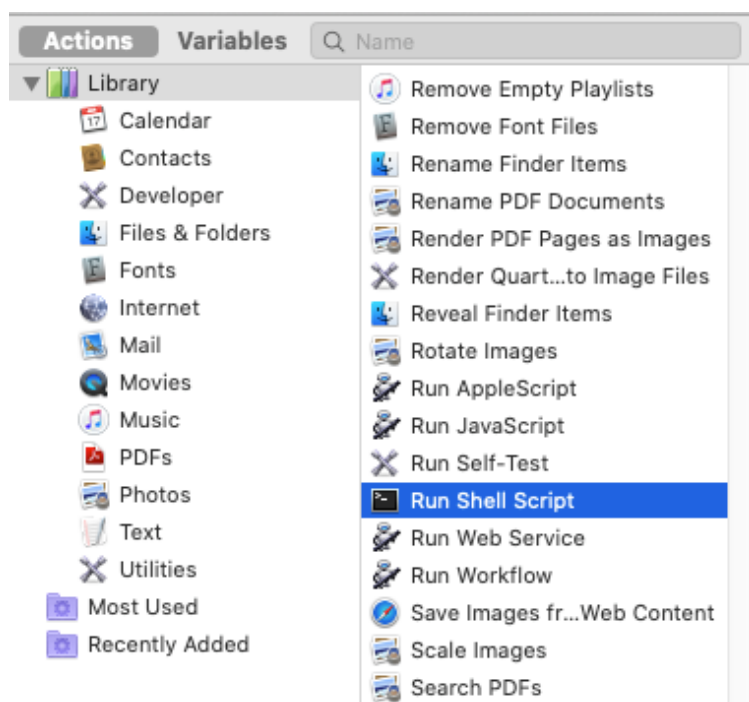 Actions Variables Name
Library
Calendar
Contacts
Developer
Files & Folders
Fonts
Internet
Mail
Movies
Music
PDFs
Photos
Text
Utilities
Most Used
Recently Added
Remove Empty Playlists
Remove Font Files
Rename Finder Items
Rename PDF Documents
Render PDF Pages as Images
Render Quart...to Image Files
Reveal Finder Items
Rotate Images
Run AppleScript
Run JavaScript
Run Self-Test
Run Shell Script
Run Web Service
Run Workflow
Save Images fr...Web Content
Scale Images
Search PDFs